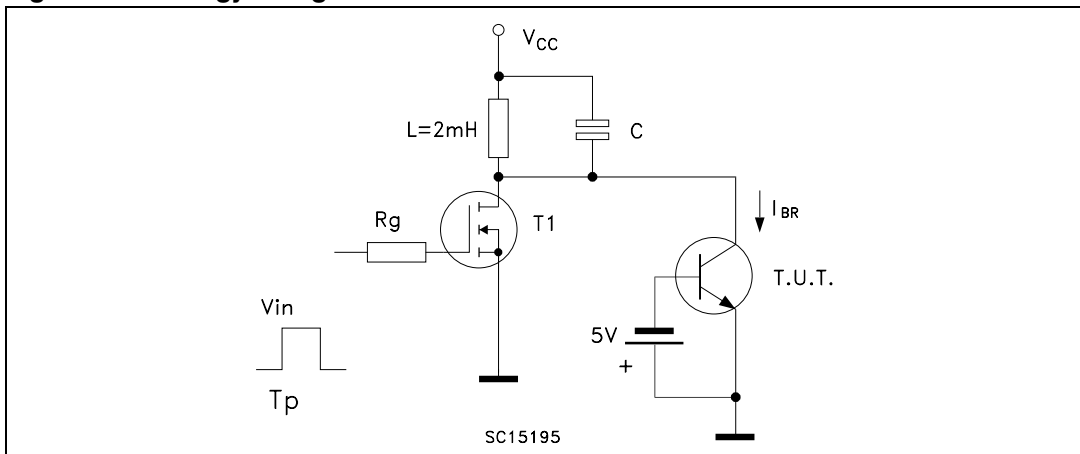 V_CC
L=2mH
C
Rg
T1
I_BR
T.U.T.
Vin
5V
+
Tp
SC15195